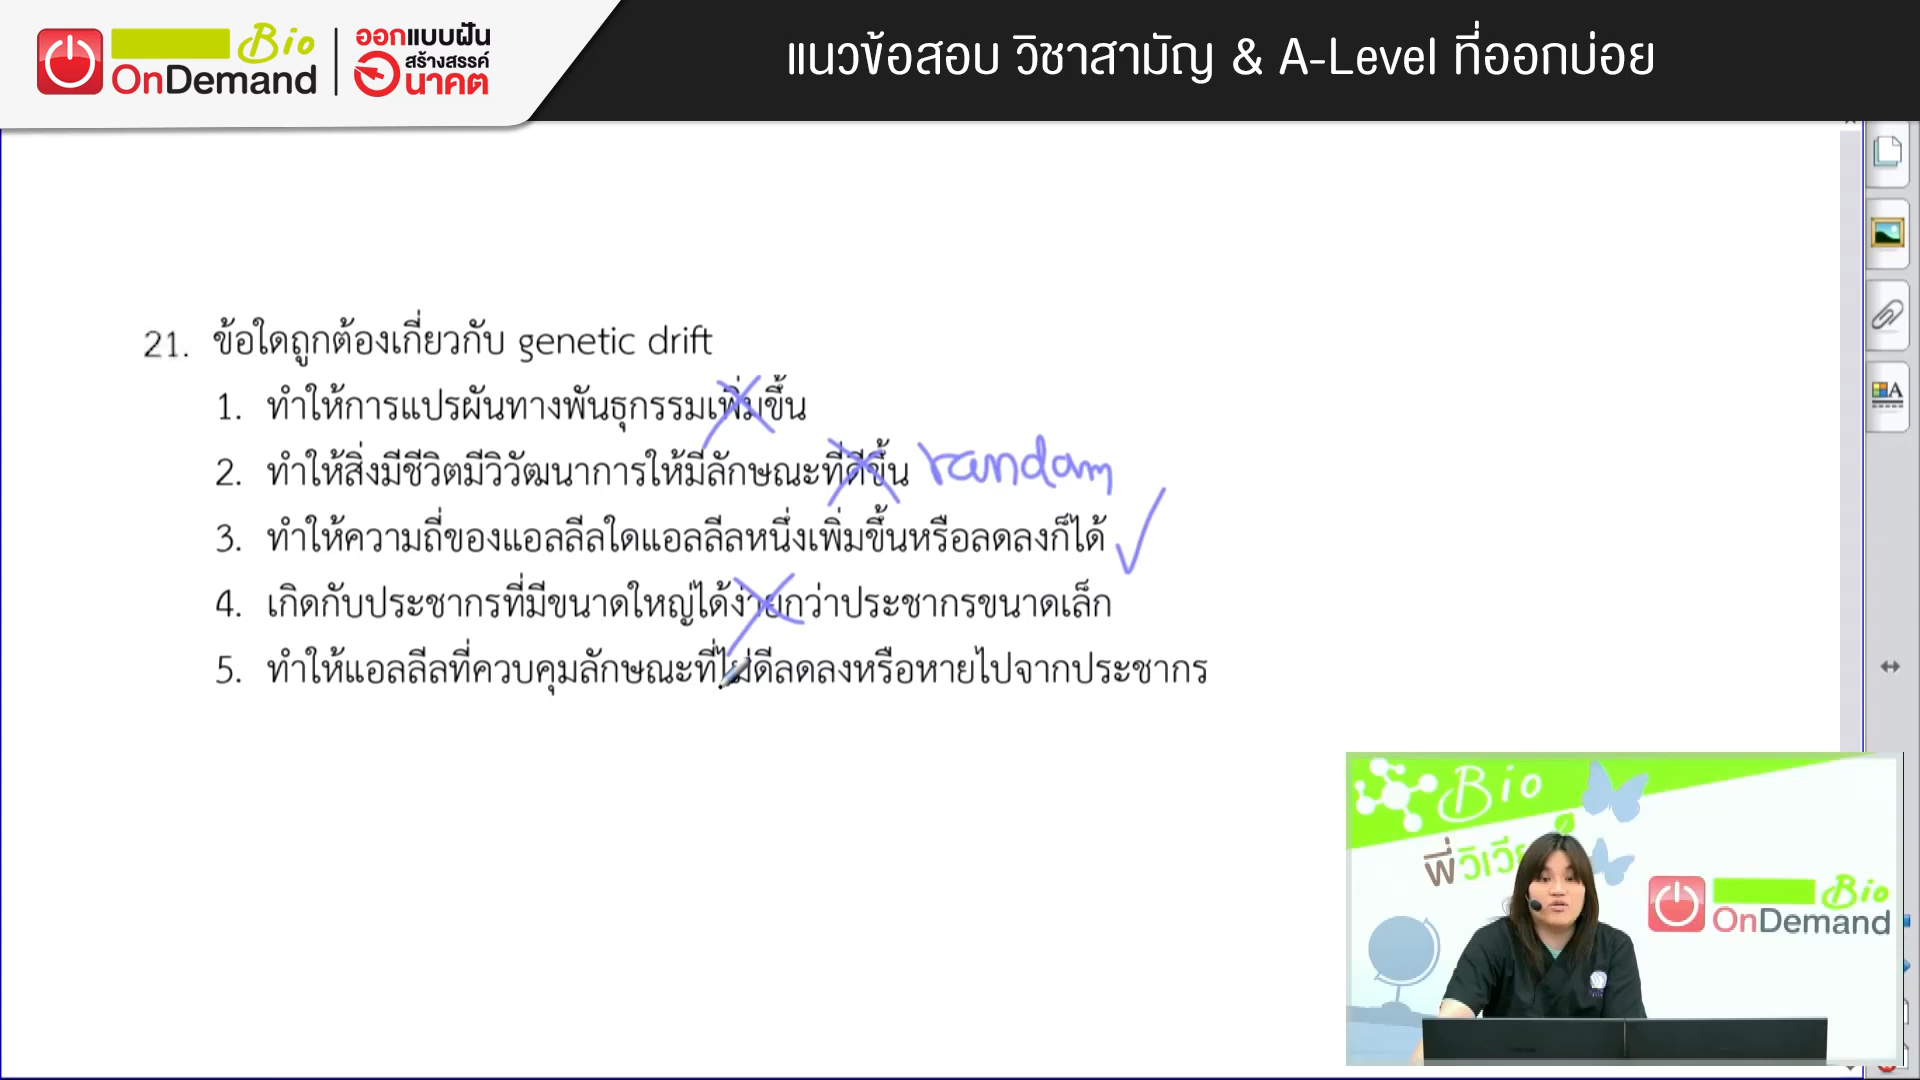 Bio
OnDemand
ออกแบบฝัน
สร้างสรรค์
อนาคต
แนวข้อสอบ วิชาสามัญ & A-Level ที่ออกบ่อย
21. ข้อใดถูกต้องเกี่ยวกับ genetic drift
1. ทำให้การแปรผันทางพันธุกรรมเพิ่มขึ้น
2. ทำให้สิ่งมีชีวิตมีวิวัฒนาการให้มีลักษณะที่ดีขึ้น random
3. ทำให้ความถี่ของแอลลีลใดแอลลีลหนึ่งเพิ่มขึ้นหรือลดลงก็ได้
4. เกิดกับประชากรที่มีขนาดใหญ่ได้ง่ายกว่าประชากรขนาดเล็ก
5. ทำให้แอลลีลที่ควบคุมลักษณะที่ไม่ดีลดลงหรือหายไปจากประชากร
Bio
พี่วิเวีย
Bio
OnDemand